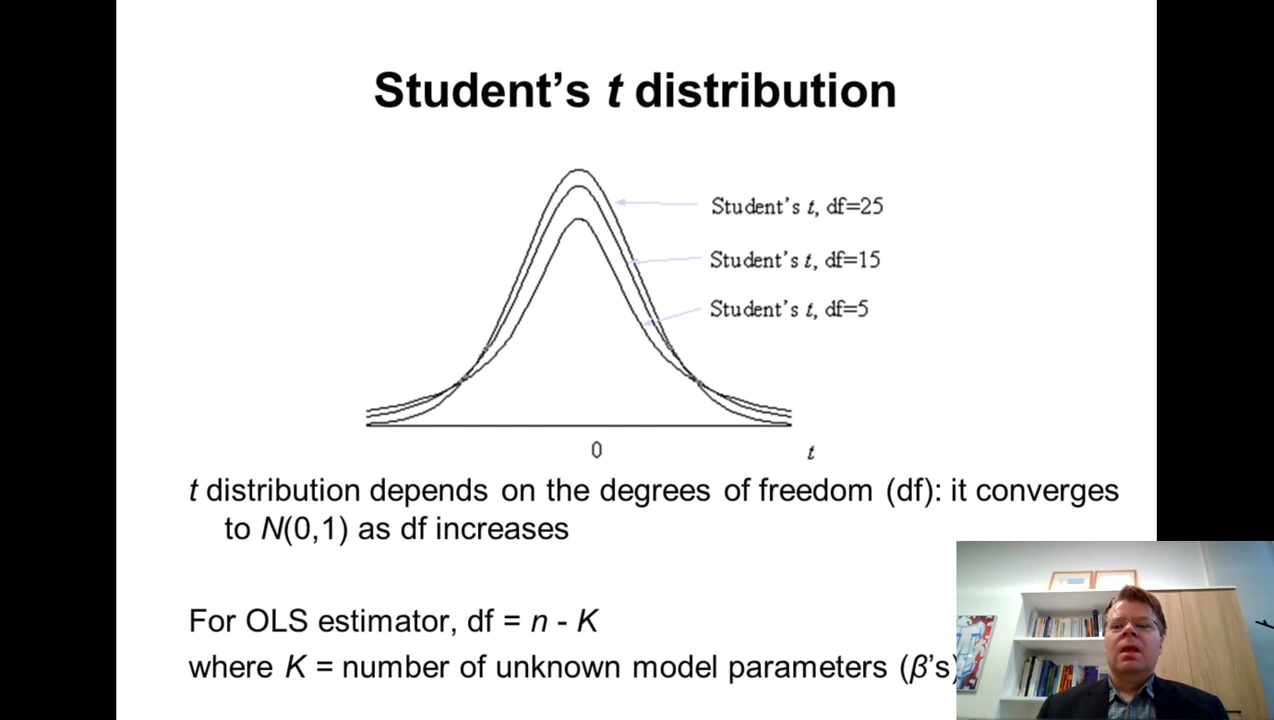 Student’s t distribution
Student’s t, df=25
Student’s t, df=15
Student’s t, df=5
0
t
t distribution depends on the degrees of freedom (df): it converges
to N(0,1) as df increases
For OLS estimator, df = n - K
where K = number of unknown model parameters (β’s)